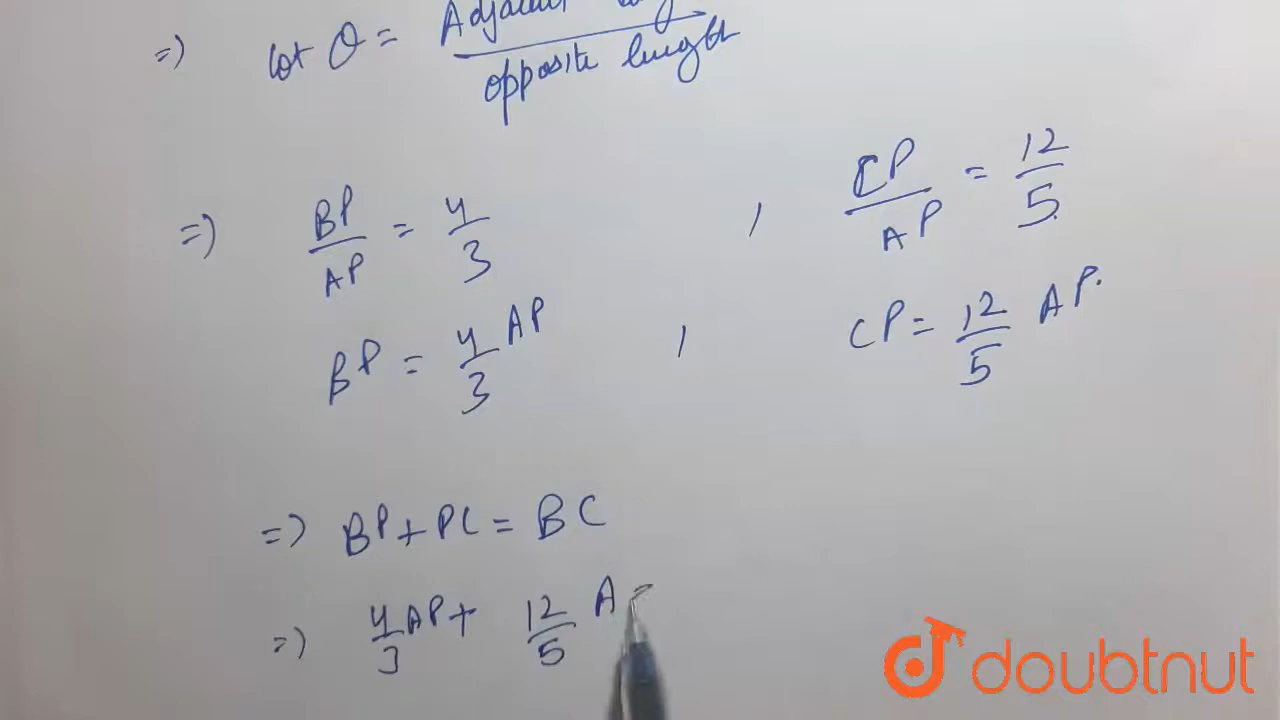 =) cot θ = Adjacent / opposite length
=) BP/AP = 4/3 , CP/AP = 12/5
BP = 4/3 AP , CP = 12/5 AP.
=) BP + PC = BC
=) 4/3 AP + 12/5 A
doubtnut